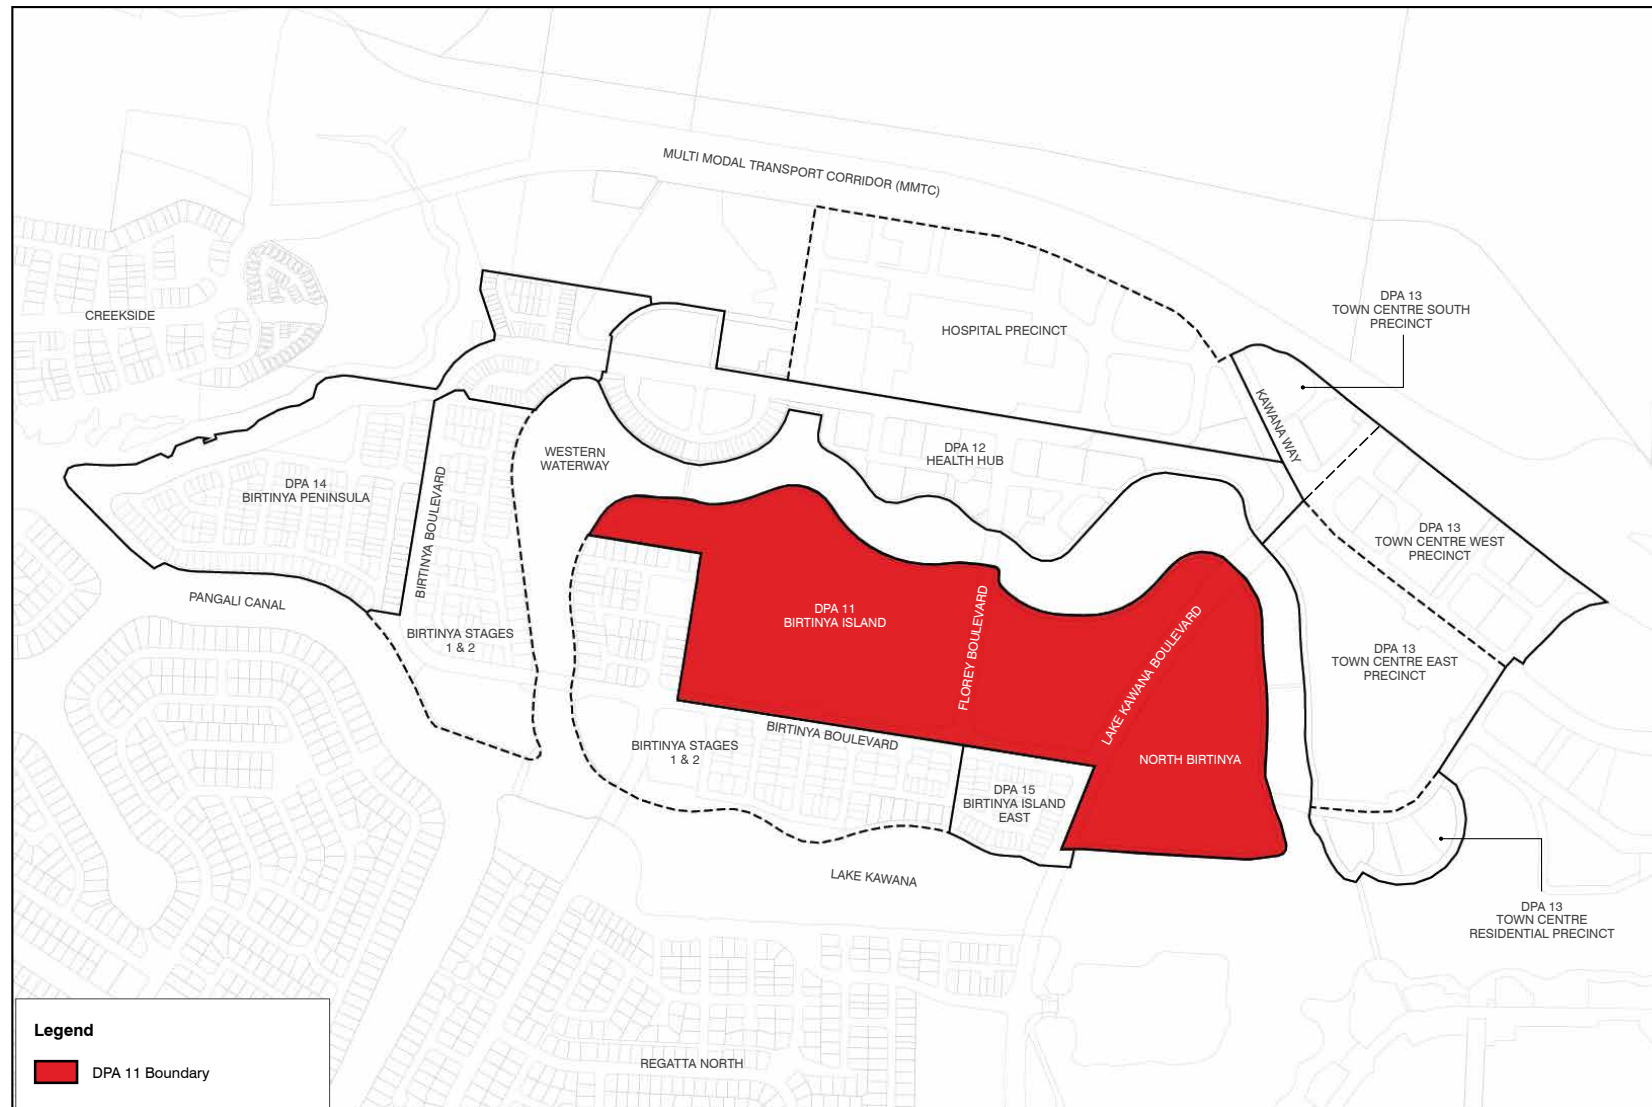 MULTI MODAL TRANSPORT CORRIDOR (MMTC)
CREEKSIDE
HOSPITAL PRECINCT
DPA 13
TOWN CENTRE SOUTH
PRECINCT
KAWANA WAY
DPA 12
HEALTH HUB
WESTERN
WATERWAY
DPA 14
BIRTINYA PENINSULA
BIRTINYA BOULEVARD
DPA 13
TOWN CENTRE WEST
PRECINCT
PANGALI CANAL
BIRTINYA STAGES
1 & 2
DPA 11
BIRTINYA ISLAND
FLOREY BOULEVARD
LAKE KAWANA BOULEVARD
DPA 13
TOWN CENTRE EAST
PRECINCT
BIRTINYA BOULEVARD
BIRTINYA STAGES
1 & 2
NORTH BIRTINYA
DPA 15
BIRTINYA ISLAND
EAST
LAKE KAWANA
DPA 13
TOWN CENTRE
RESIDENTIAL PRECINCT
REGATTA NORTH
Legend
DPA 11 Boundary